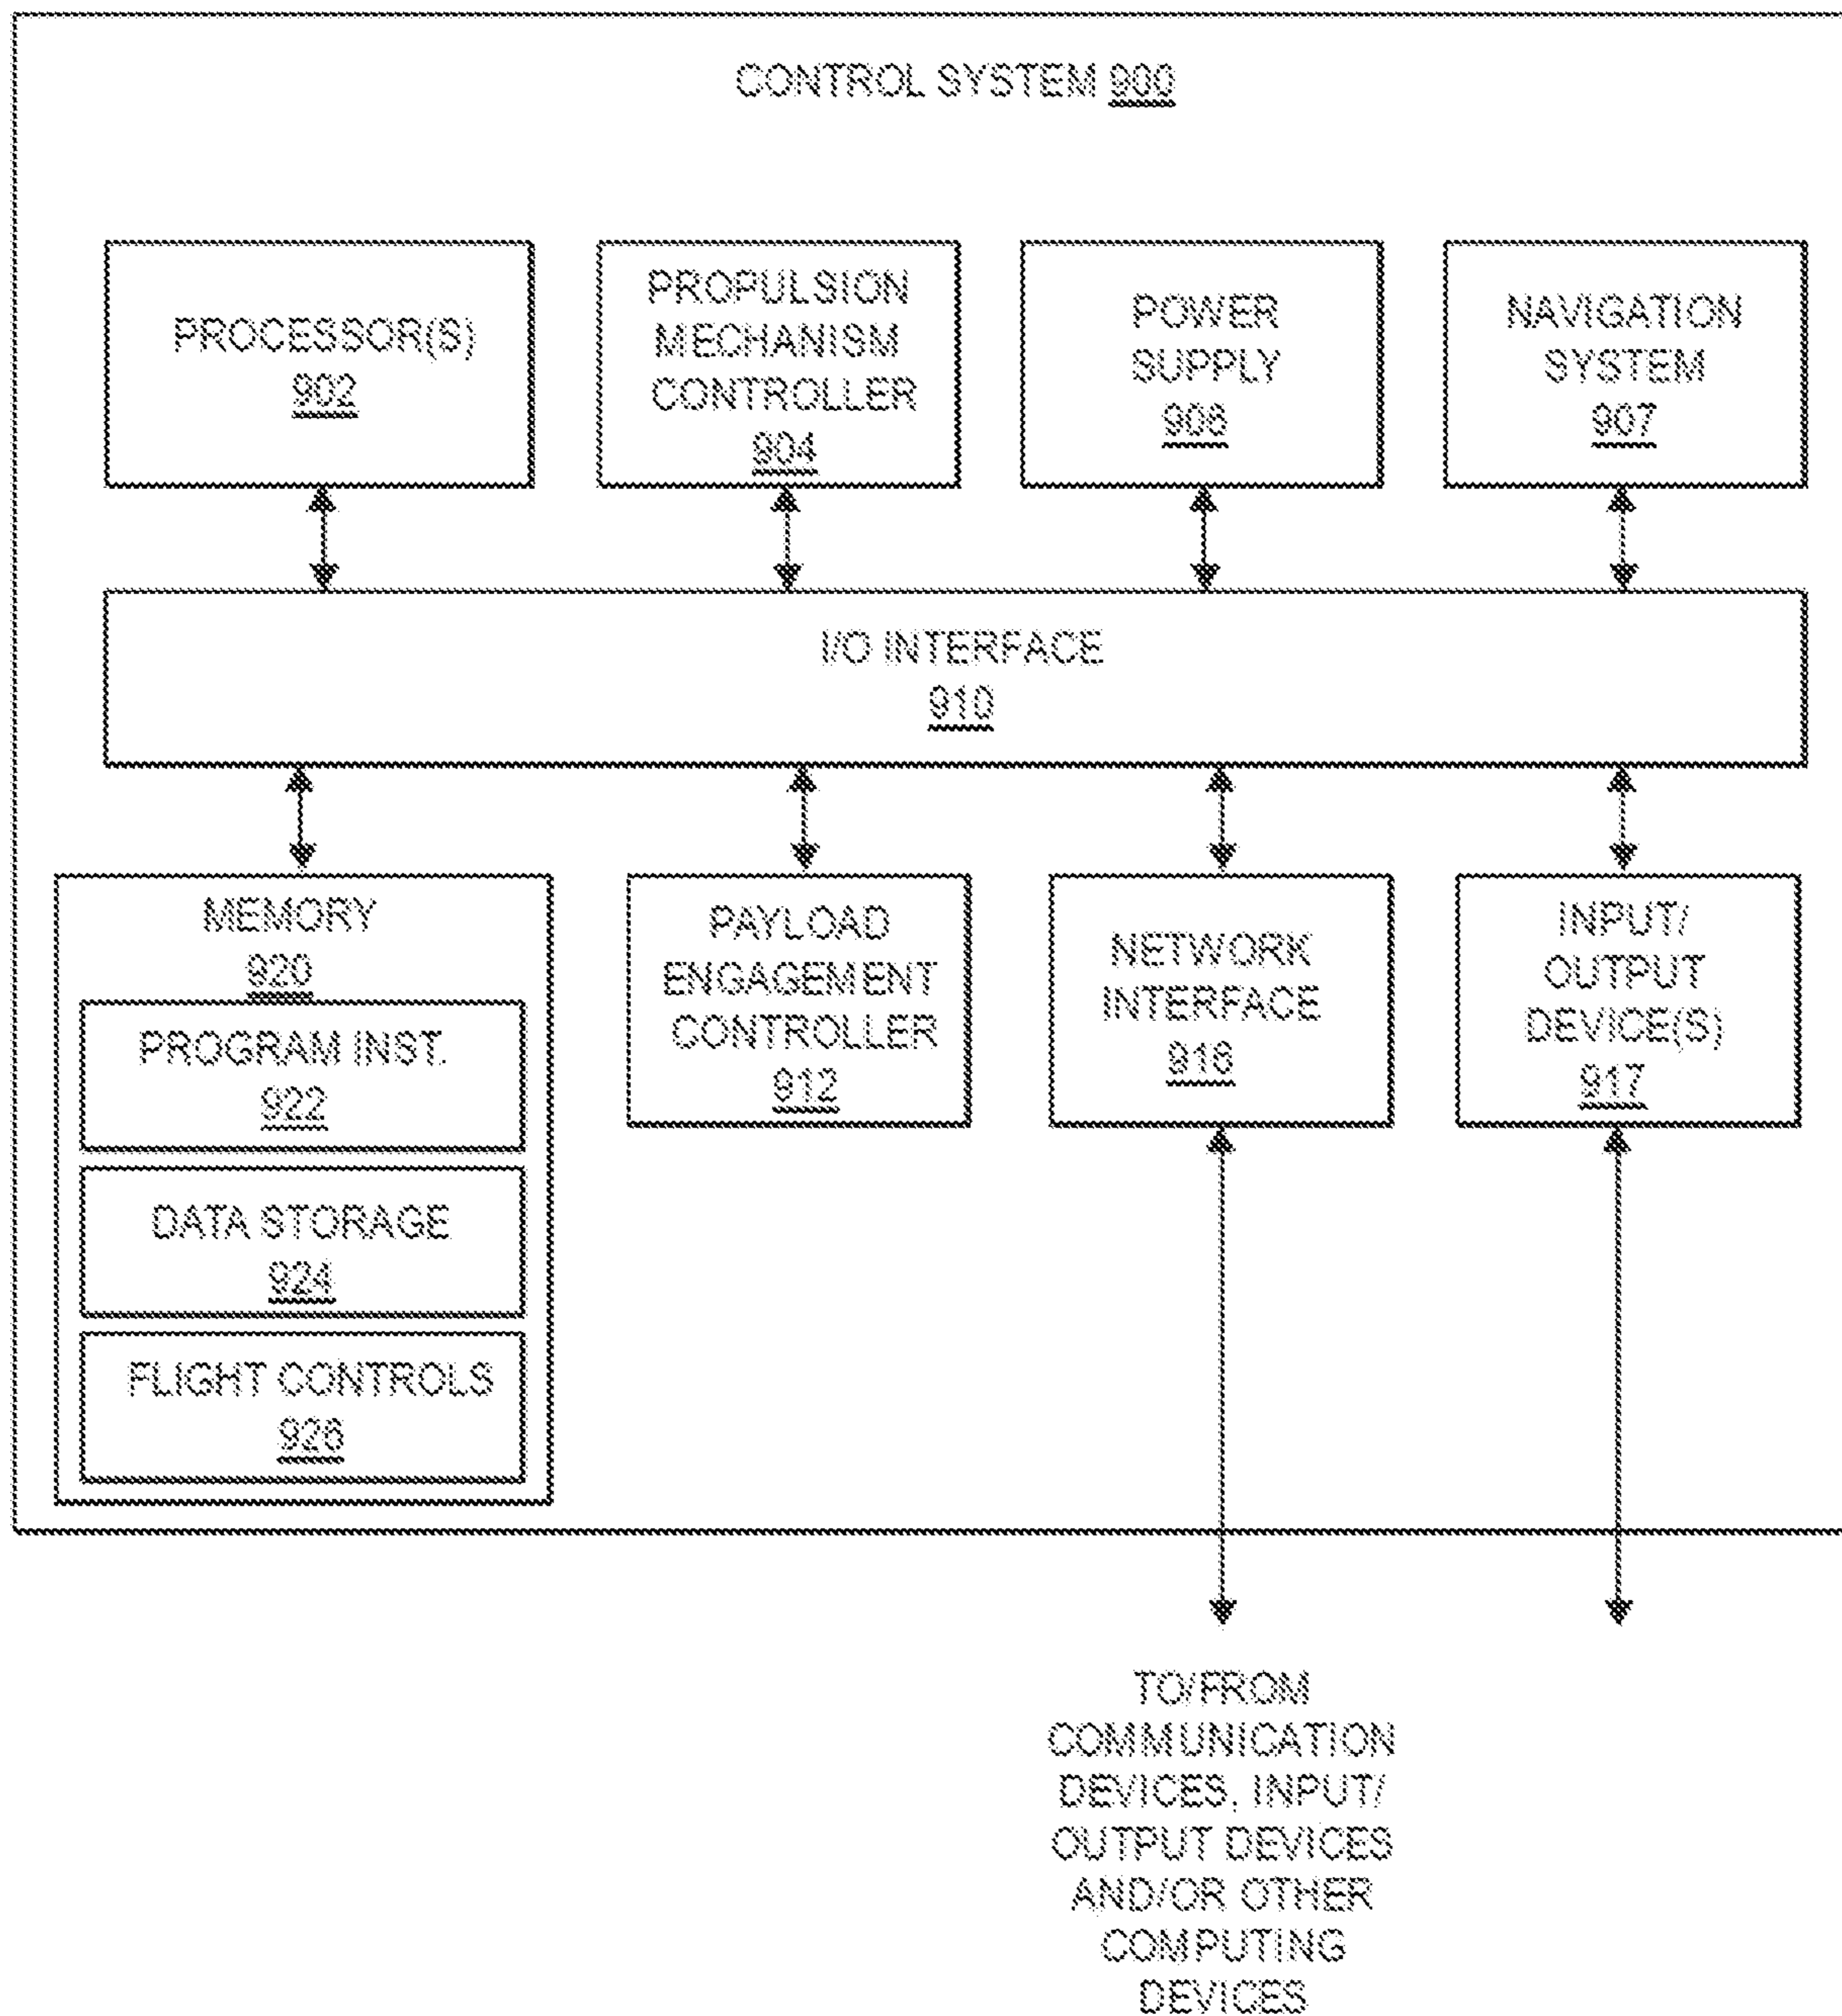 CONTROL SYSTEM 900
PROCESSOR(S)
902
PROPULSION
MECHANISM
CONTROLLER
904
POWER
SUPPLY
906
NAVIGATION
SYSTEM
907
I/O INTERFACE
910
MEMORY
920
PROGRAM INST.
922
DATA STORAGE
924
FLIGHT CONTROLS
926
PAYLOAD
ENGAGEMENT
CONTROLLER
912
NETWORK
INTERFACE
916
INPUT/
OUTPUT
DEVICE(S)
917
TO/FROM
COMMUNICATION
DEVICES, INPUT/
OUTPUT DEVICES
AND/OR OTHER
COMPUTING
DEVICES